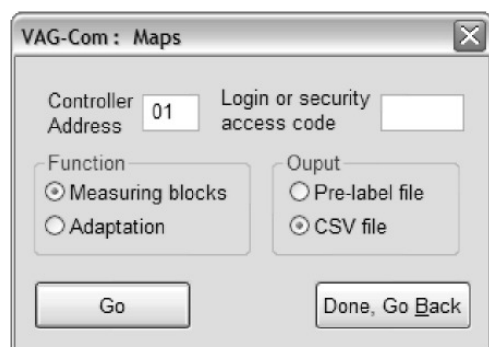 VAG-Com : Maps
Controller
Address
01
Login or security
access code
Function
Measuring blocks
Adaptation
Ouput
Pre-label file
CSV file
Go
Done, Go Back